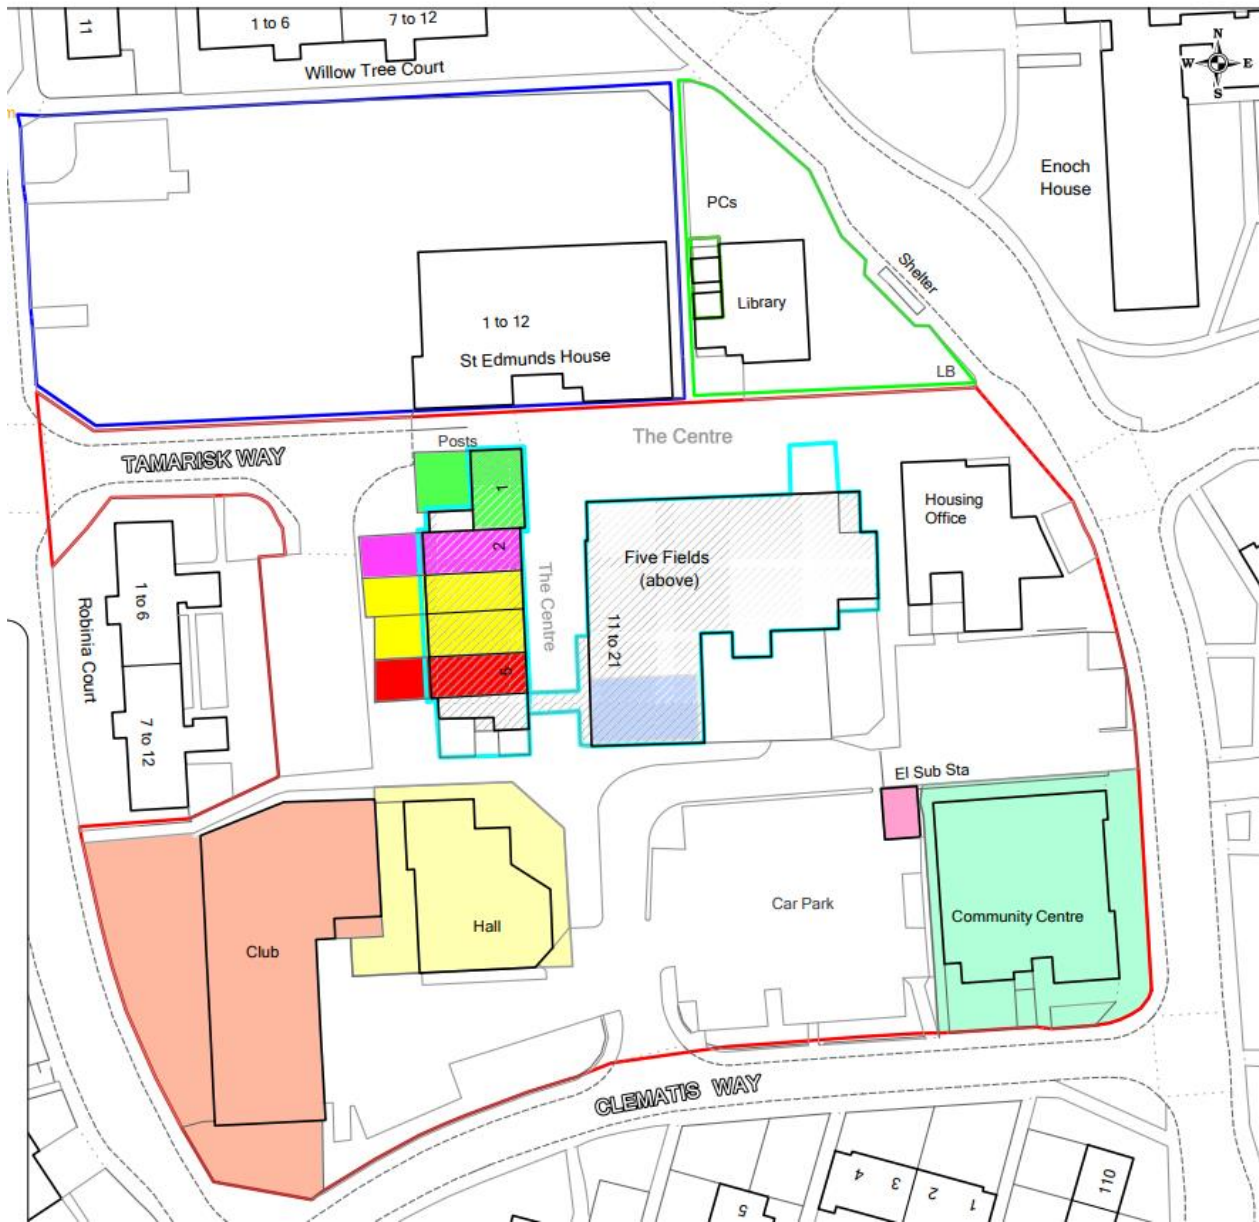 11
1 to 6
7 to 12
Willow Tree Court
N
W
E
S
Enoch
House
PCs
Shelter
Library
1 to 12
St Edmunds House
LB
Posts
The Centre
TAMARISK WAY
1
2
Housing
Office
Five Fields
(above)
The Centre
11 to 21
6
1 to 6
Robinia Court
7 to 12
El Sub Sta
Car Park
Community Centre
Hall
Club
CLEMATIS WAY
4
3
2
1
110
5